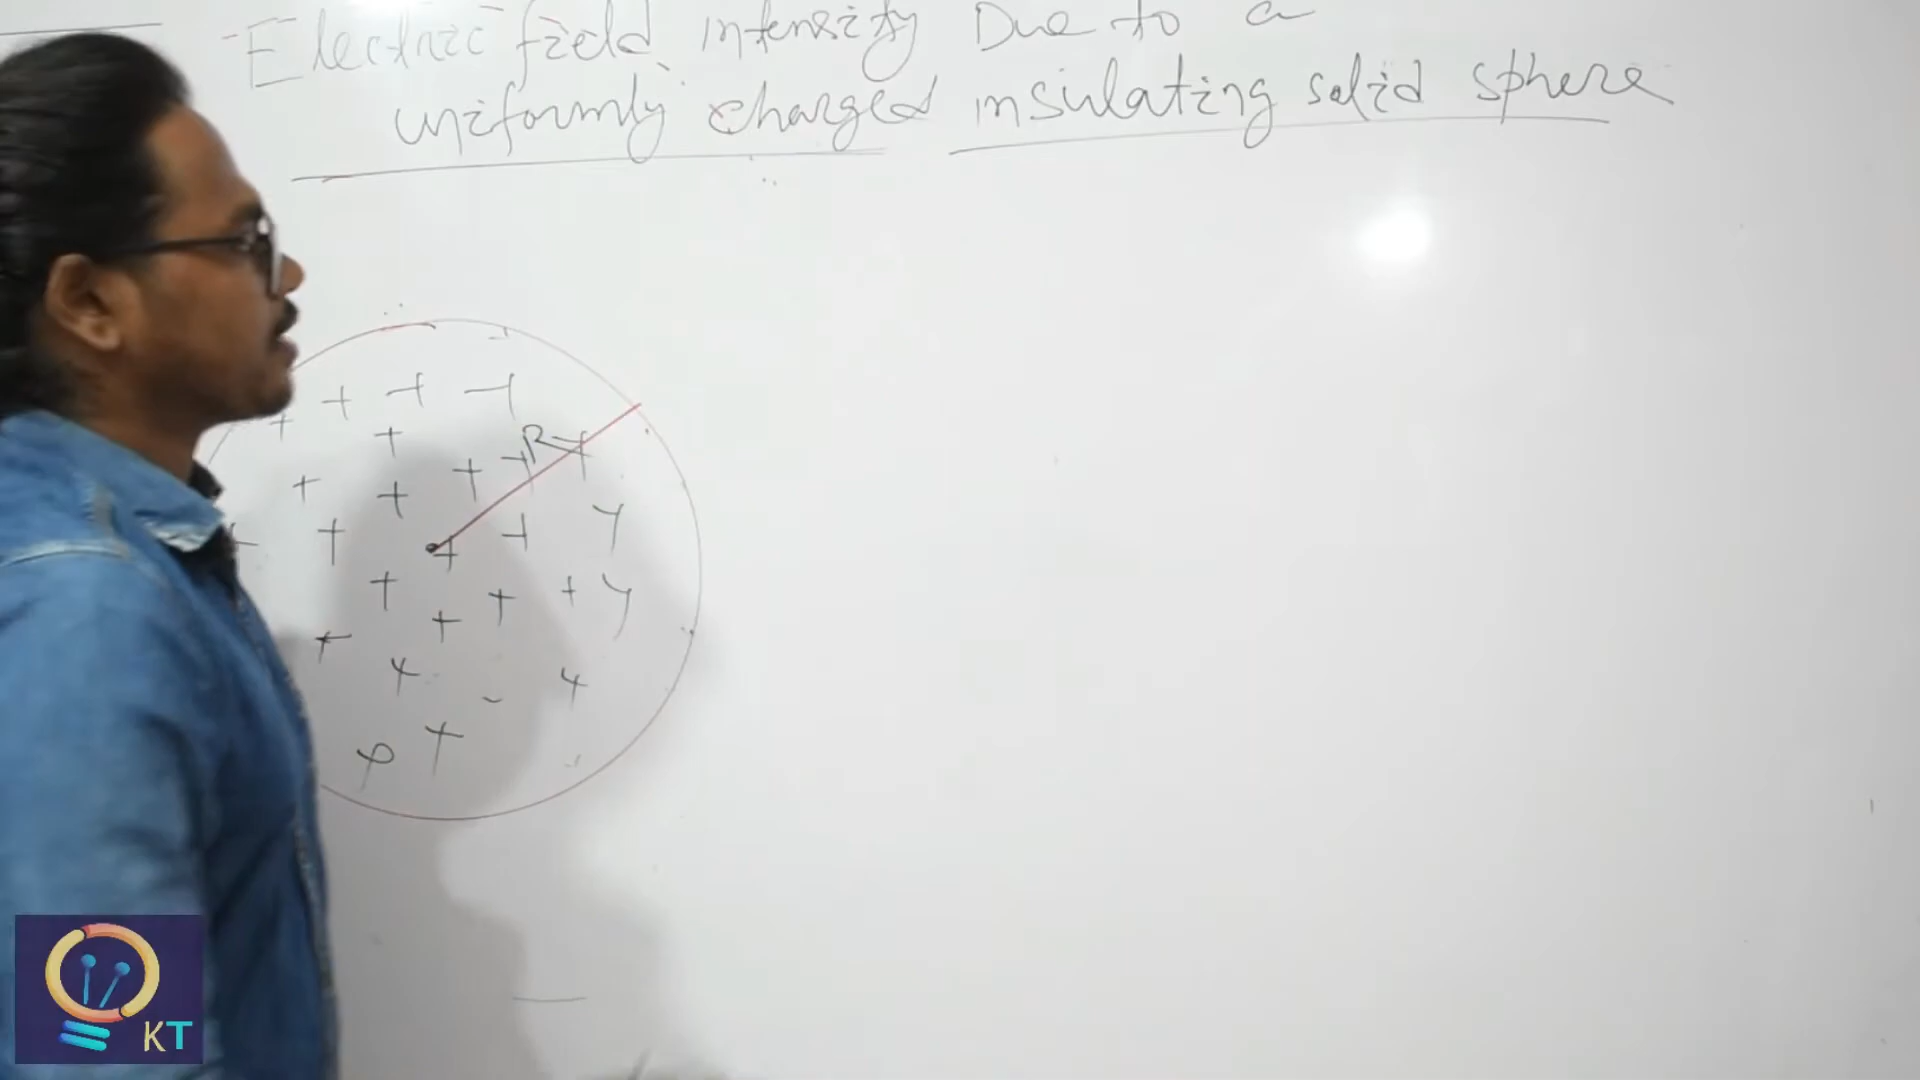 Electric field intensity Due to a
uniformly charged insulating solid sphere
+ + + +
+
+ + R +
+ +
+ + + + +
+ + + +
+ +
+ +
+
KT